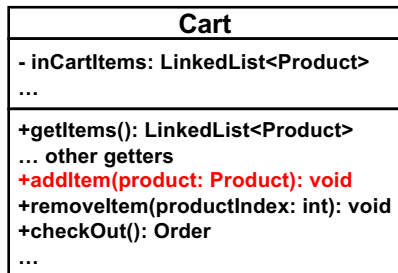 Cart
- inCartItems: LinkedList<Product>
…
+getItems(): LinkedList<Product>
… other getters
+addItem(product: Product): void
+removeItem(productIndex: int): void
+checkOut(): Order
…